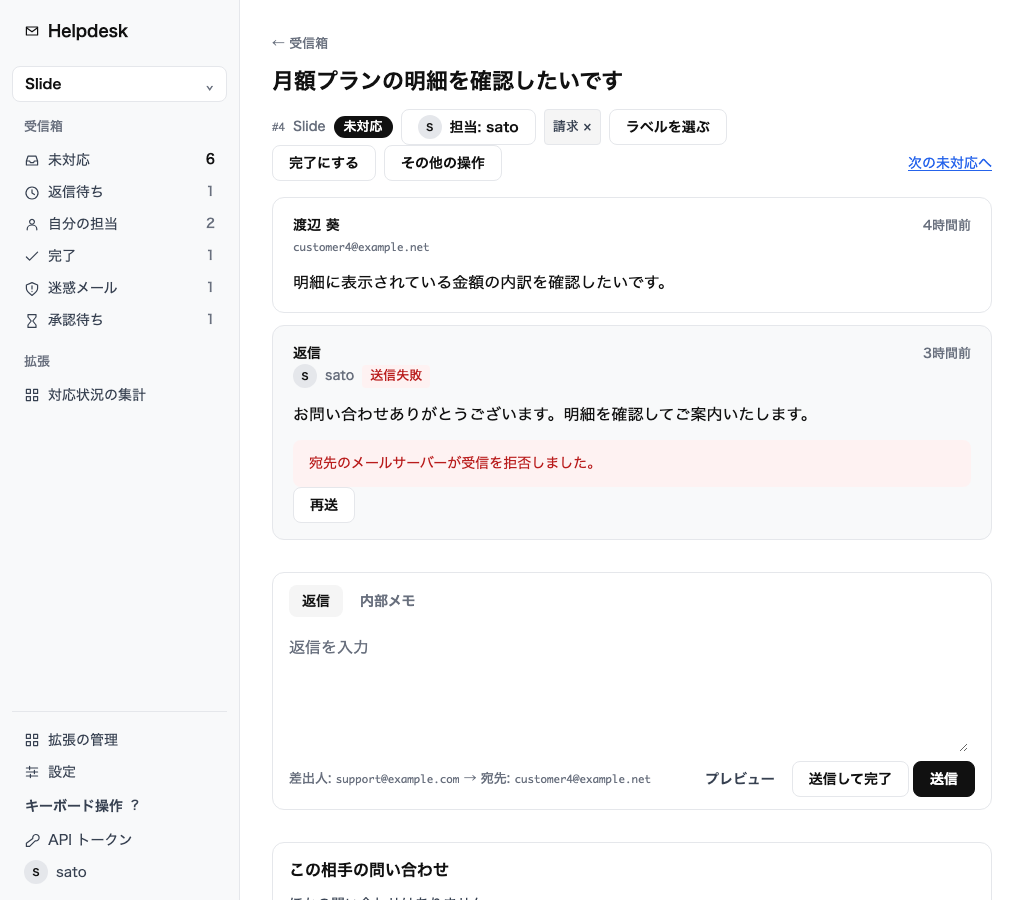 Helpdesk
Slide
受信箱
未対応 6
返信待ち 1
自分の担当 2
完了 1
迷惑メール 1
承認待ち 1
拡張
対応状況の集計
拡張の管理
設定
キーボード操作 ?
API トークン
S sato
← 受信箱
月額プランの明細を確認したいです
#4 Slide 未対応 S 担当: sato 請求 × ラベルを選ぶ
完了にする その他の操作 次の未対応へ
渡辺 葵 4時間前
customer4@example.net
明細に表示されている金額の内訳を確認したいです。
返信 3時間前
S sato 送信失敗
お問い合わせありがとうございます。明細を確認してご案内いたします。
宛先のメールサーバーが受信を拒否しました。
再送
返信 内部メモ
返信を入力
差出人: support@example.com → 宛先: customer4@example.net プレビュー 送信して完了 送信
この相手の問い合わせ